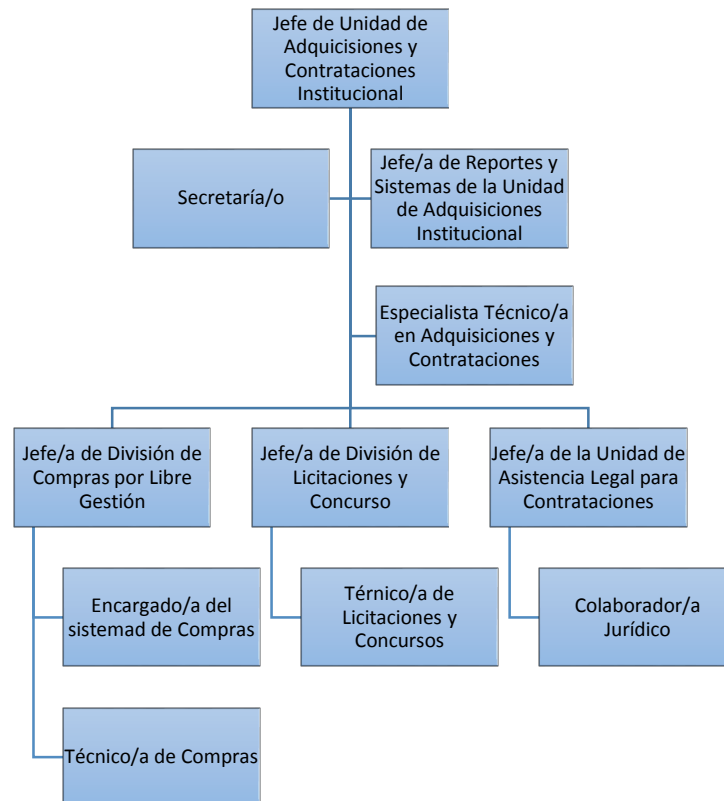 Jefe de Unidad de
Adquicisiones y
Contrataciones
Institucional
Secretaría/o
Jefe/a de Reportes y
Sistemas de la Unidad
de Adquisiciones
Institucional
Especialista Técnico/a
en Adquisiciones y
Contrataciones
Jefe/a de División de
Compras por Libre
Gestión
Jefe/a de División de
Licitaciones y
Concurso
Jefe/a de la Unidad de
Asistencia Legal para
Contrataciones
Encargado/a del
sistemad de Compras
Térnico/a de
Licitaciones y
Concursos
Colaborador/a
Jurídico
Técnico/a de Compras